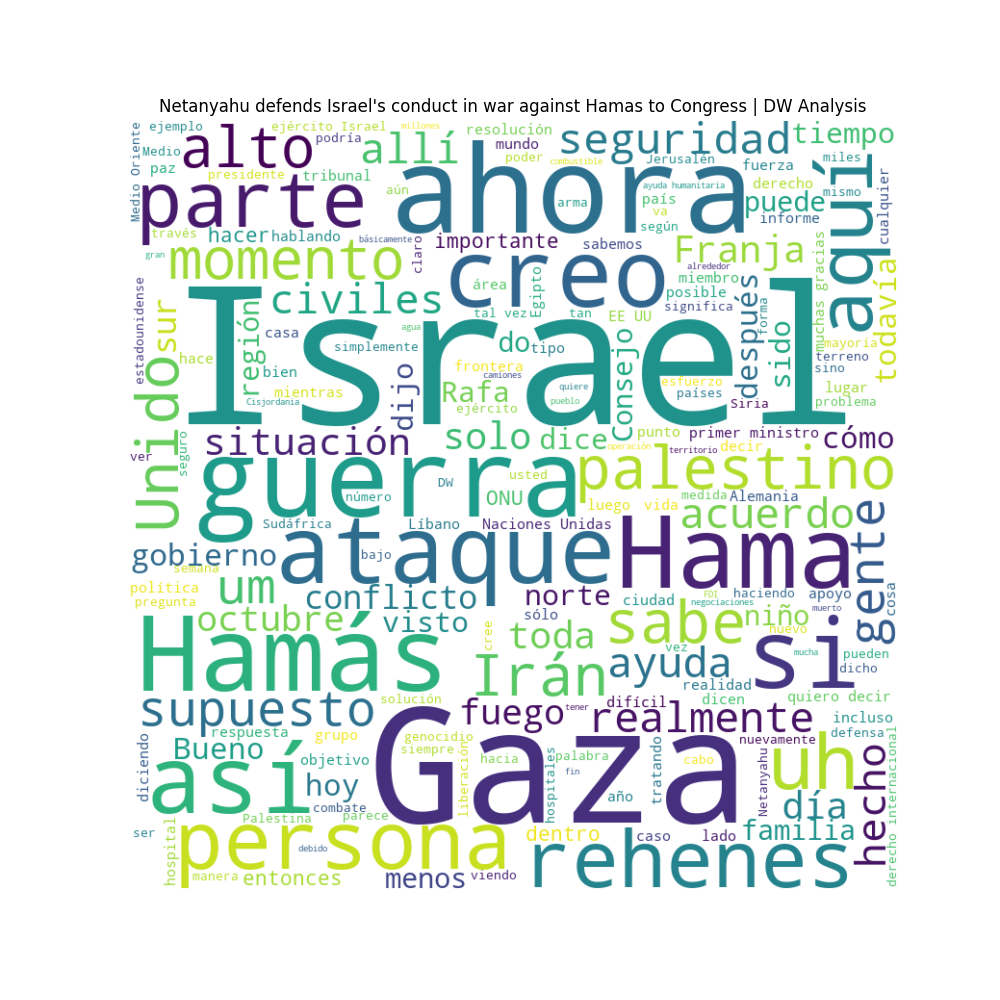 Netanyahu defends Israel's conduct in war against Hamas to Congress | DW Analysis
Medio Oriente
ejemplo
ejército Israel
millones
podría
resolución
mundo
seguridad
tiempo
alto
allí
Medio
paz
presidente
tribunal
aún
poder
combustible
Jerusalén
fuerza
miles
ahora
ayuda humanitaria
derecho
mismo
cualquier
parte
arma
país
va
según
puede
informe
aquí
través
hacer
hablando
básicamente
claro
importante
sabemos
Franja
muchas gracias
gran
momento
creo
alrededor
miembro
posible
significa
después
forma
todavía
estadounidense
sur
región
civiles
área
tal vez
Egipto
tan
EE UU
sido
mayoría
casa
agua
simplemente
do
tipo
Consejo
terreno
sino
Israel
hace
bien
frontera
camiones
Cisjordania
mientras
dijo
Rafa
ejército
quiere
pueblo
esfuerzo
países
Siria
lugar
problema
Unidos
situación
solo
dice
operación
punto
territorio
primer ministro
decir
cómo
ver
seguro
guerra
número
DW
usted
ONU
palestino
luego
vida
medida
Alemania
Sudáfrica
Líbano
Naciones Unidas
acuerdo
gente
gobierno
ataque
bajo
Hama
semana
política
pregunta
um
conflicto
norte
sólo
ciudad
FDI
negociaciones
haciendo
apoyo
muerto
cosa
octubre
visto
cree
toda
sabe
niño
nuevo
vez
si
pueden
dicho
mucha
Hamás
Irán
ayuda
realidad
dicen
quiero decir
supuesto
solución
fuego
tener
difícil
realmente
incluso
defensa
diciendo
Bueno
respuesta
grupo
objetivo
genocidio
siempre
liberación
hacia
hospitales
palabra
tratando
cabo
nuevamente
Netanyahu
uh
hecho
derecho internacional
así
hoy
combate
Gaza
fin
año
día
ser
Palestina
parece
dentro
caso
lado
familia
hospital
persona
debido
manera
entonces
menos
viendo
rehenes